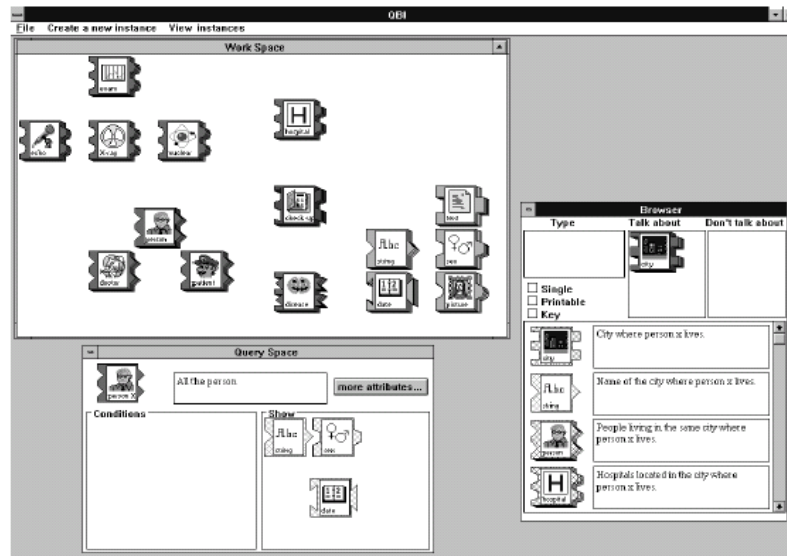 QBI
File Create a new instance View instances
Work Space
exam
hospital
echo X-ray nuclear
check-up
text
person
string sex
doctor patient
disease date picture
Browser
Type Talk about Don't talk about
city
Single
Printable
Key
city City where person x lives.
string Name of the city where person x lives.
person People living in the same city where
person x lives.
hospital Hospitals located in the city where
person x lives.
Query Space
person X All the person more attributes...
Conditions Show
Abc
string sex
date